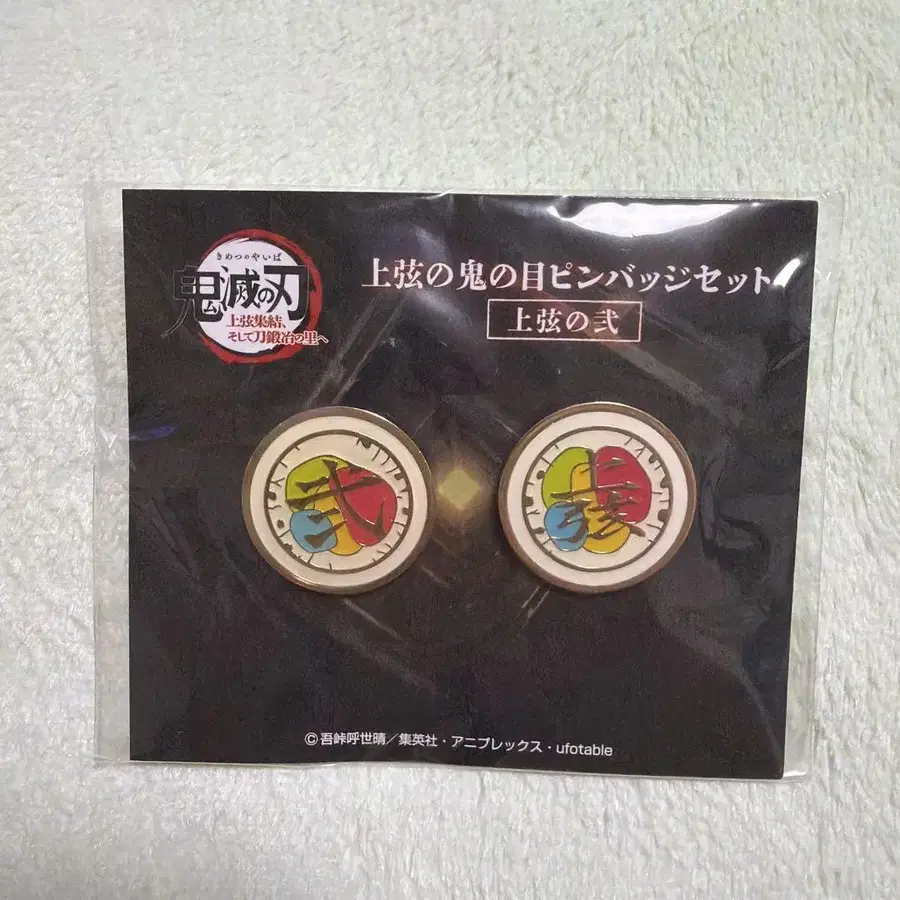 きめつのやいば
鬼滅の刃
上弦集結、
そして刀鍛冶の里へ
上弦の鬼の目ピンバッジセット
上弦の弐
弐
上弦
©吾峠呼世晴／集英社・アニプレックス・ufotable